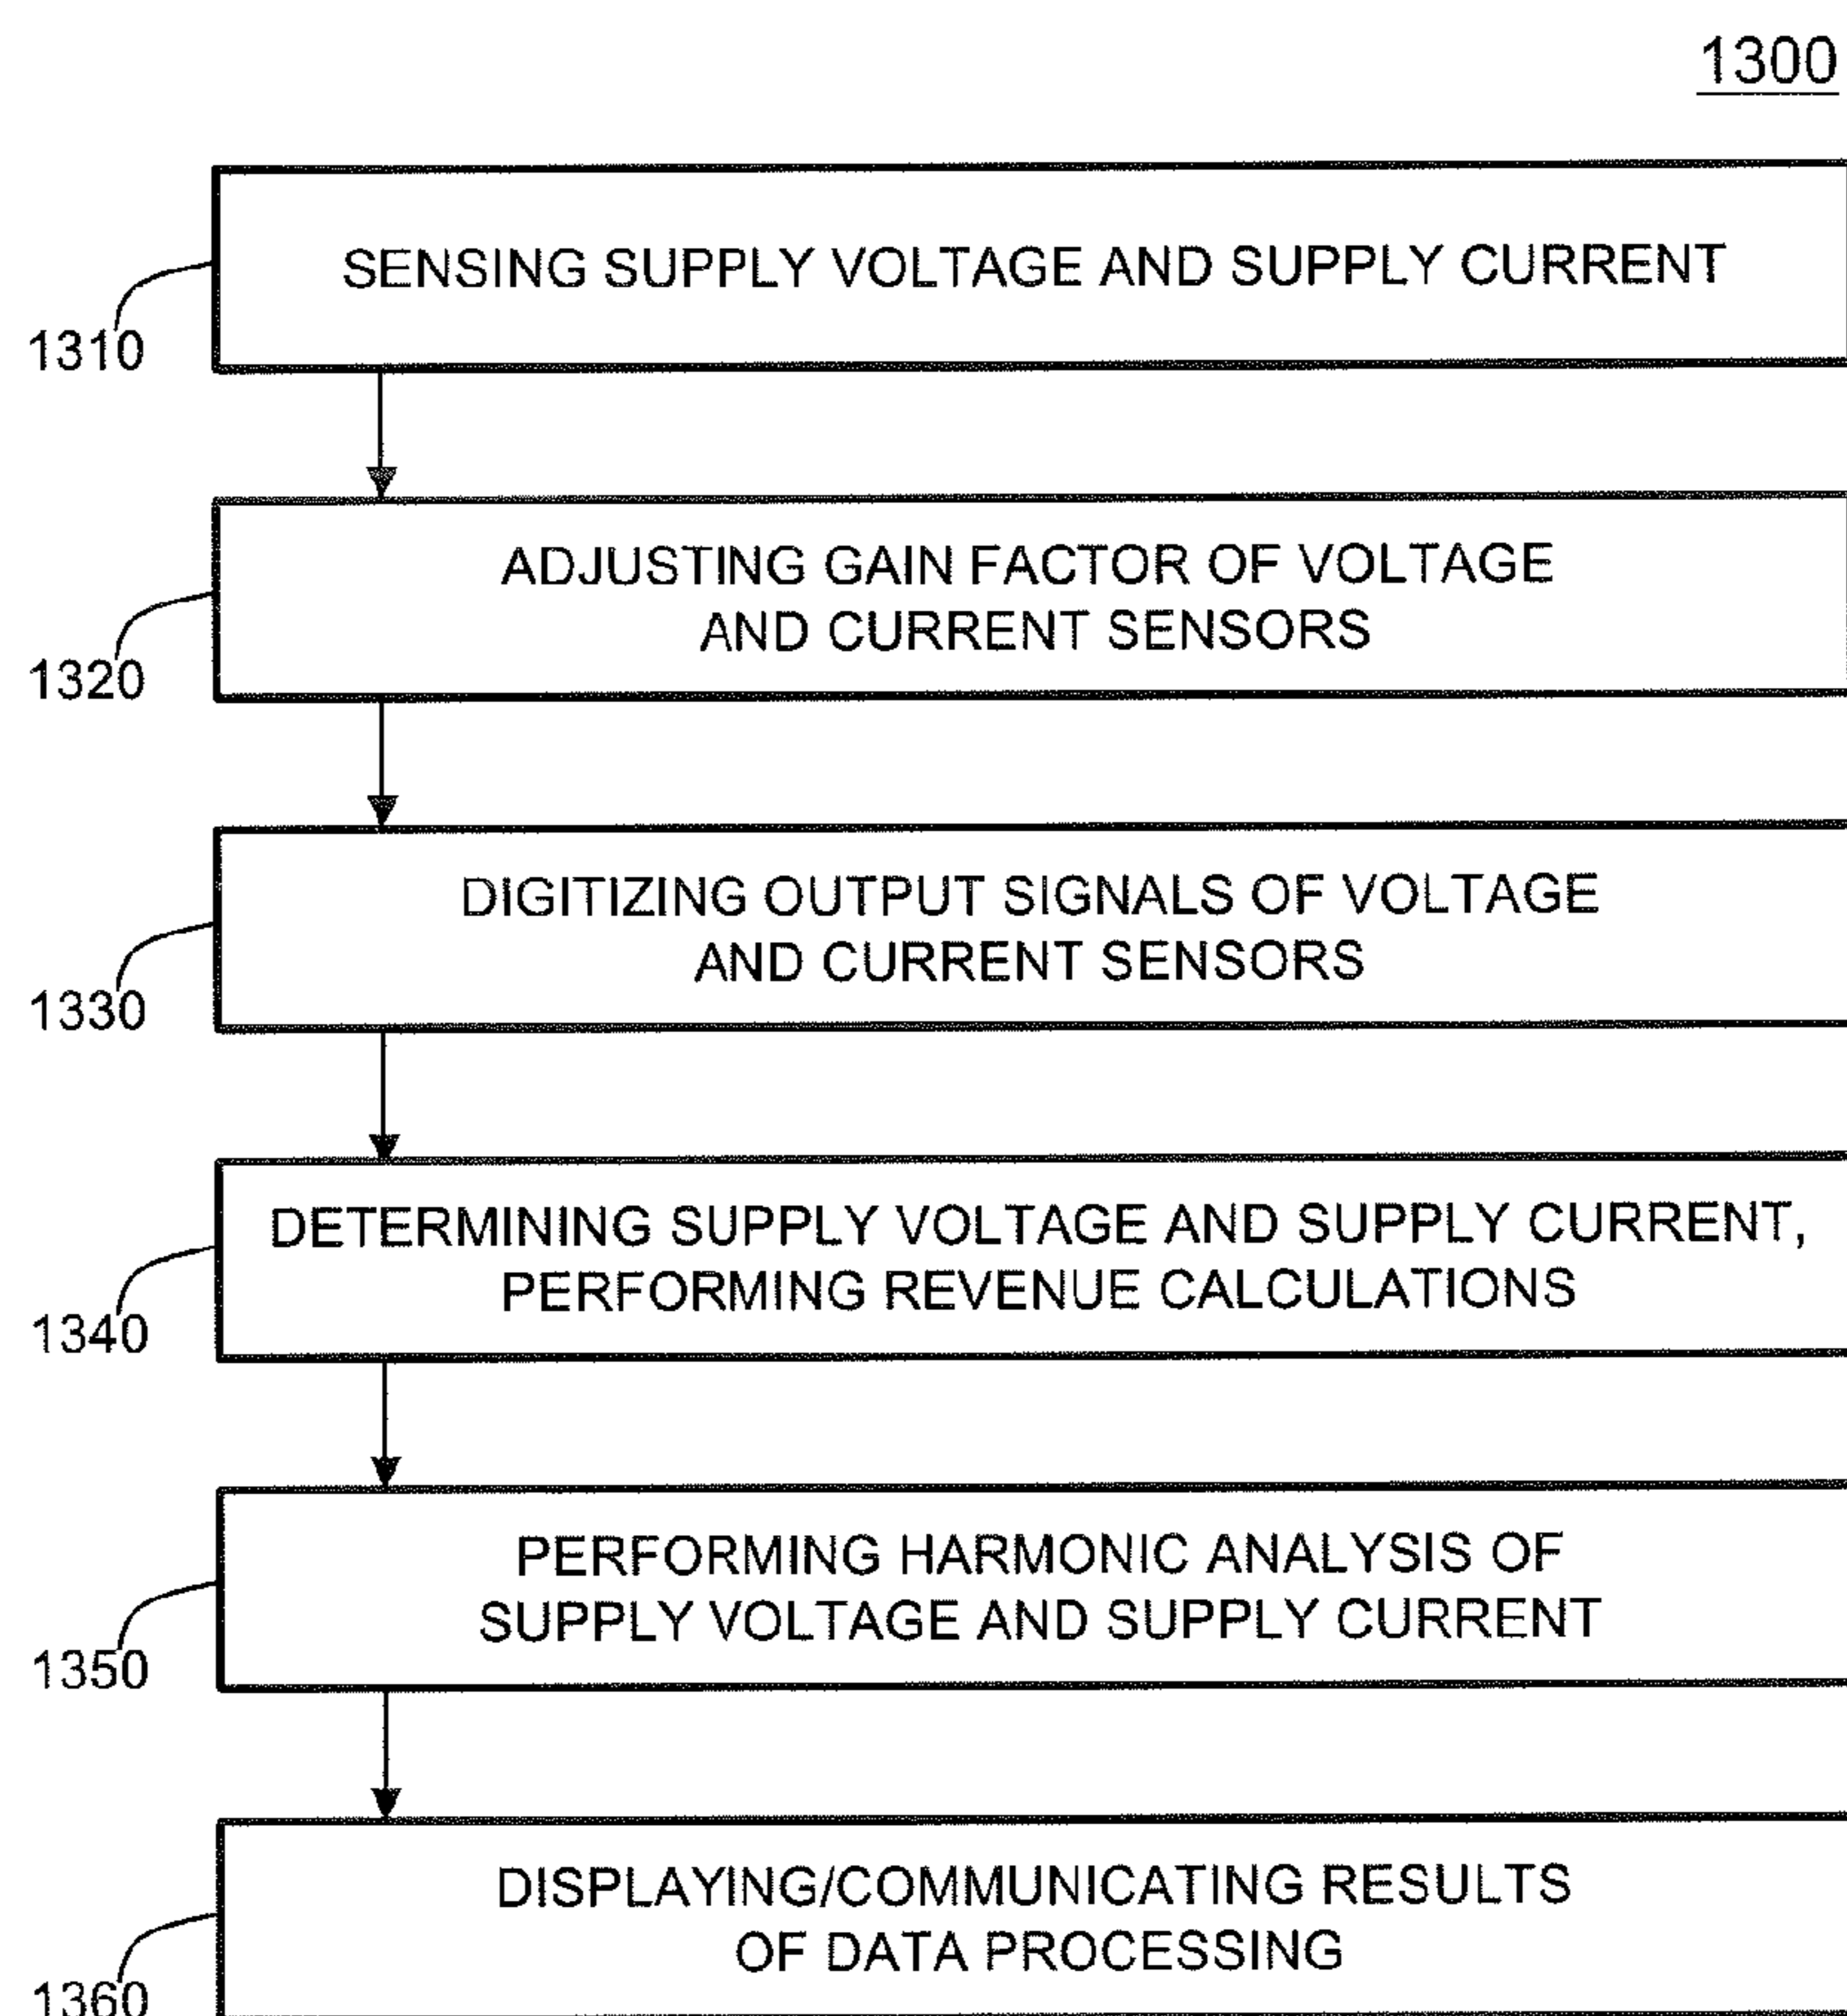 1300
SENSING SUPPLY VOLTAGE AND SUPPLY CURRENT
1310
ADJUSTING GAIN FACTOR OF VOLTAGE
AND CURRENT SENSORS
1320
DIGITIZING OUTPUT SIGNALS OF VOLTAGE
AND CURRENT SENSORS
1330
DETERMINING SUPPLY VOLTAGE AND SUPPLY CURRENT,
PERFORMING REVENUE CALCULATIONS
1340
PERFORMING HARMONIC ANALYSIS OF
SUPPLY VOLTAGE AND SUPPLY CURRENT
1350
DISPLAYING/COMMUNICATING RESULTS
OF DATA PROCESSING
1360